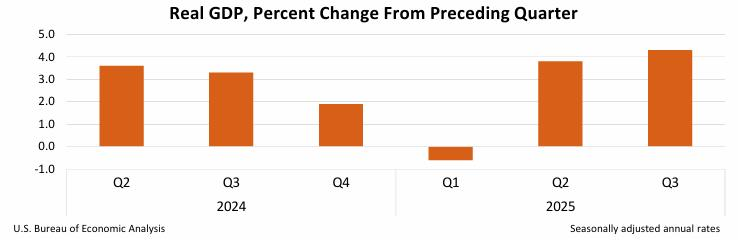 Real GDP, Percent Change From Preceding Quarter
5.0
4.0
3.0
2.0
1.0
0.0
-1.0
Q2 Q3 Q4 Q1 Q2 Q3
2024 2025
U.S. Bureau of Economic Analysis Seasonally adjusted annual rates